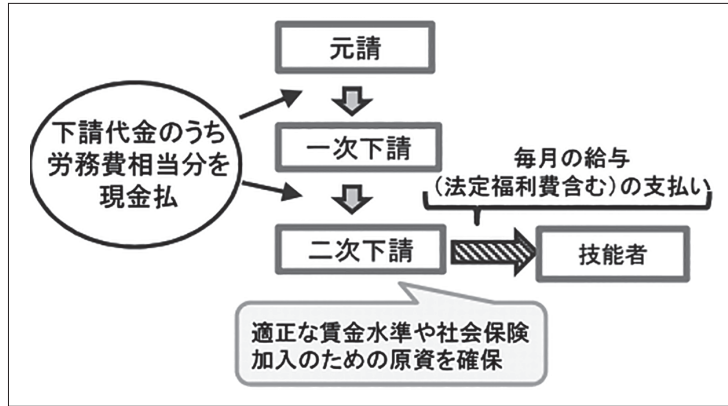 元請
下請代金のうち
労務費相当分を
現金払
一次下請
毎月の給与
(法定福利費含む)の支払い
二次下請
技能者
適正な賃金水準や社会保険
加入のための原資を確保